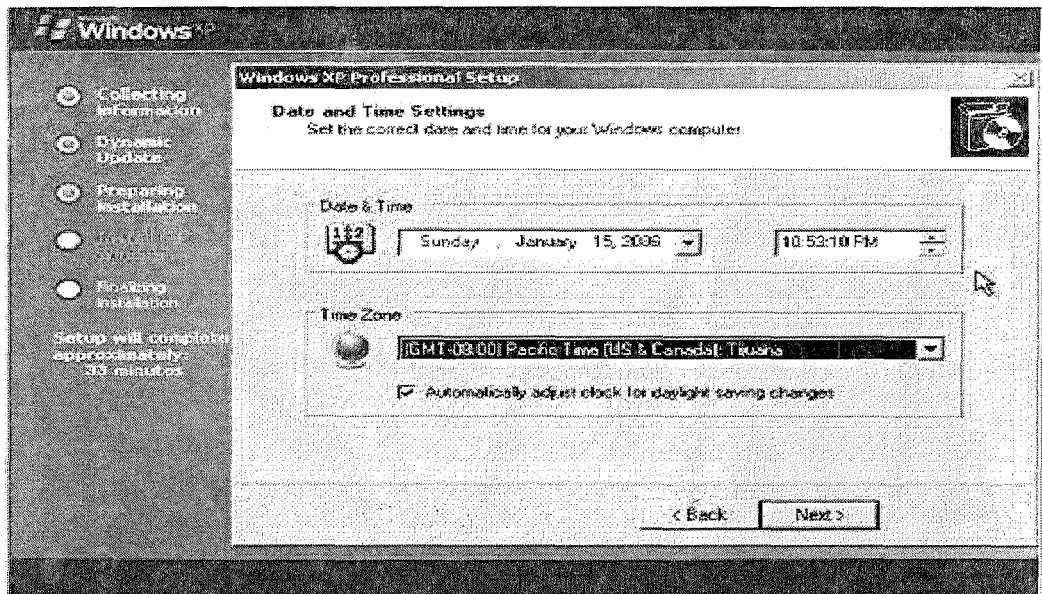 Windows XP
Windows XP Professional Setup
Collecting
information
Dynamic
Update
Preparing
installation
Finalizing
installation
Setup will complete
approximately:
33 minutes
Date and Time Settings
Set the correct date and time for your Windows computer
Date & Time
Sunday , January 15, 2006
10:53:10 PM
Time Zone
(GMT-08:00) Pacific Time (US & Canada); Tijuana
Automatically adjust clock for daylight saving changes
< Back
Next >